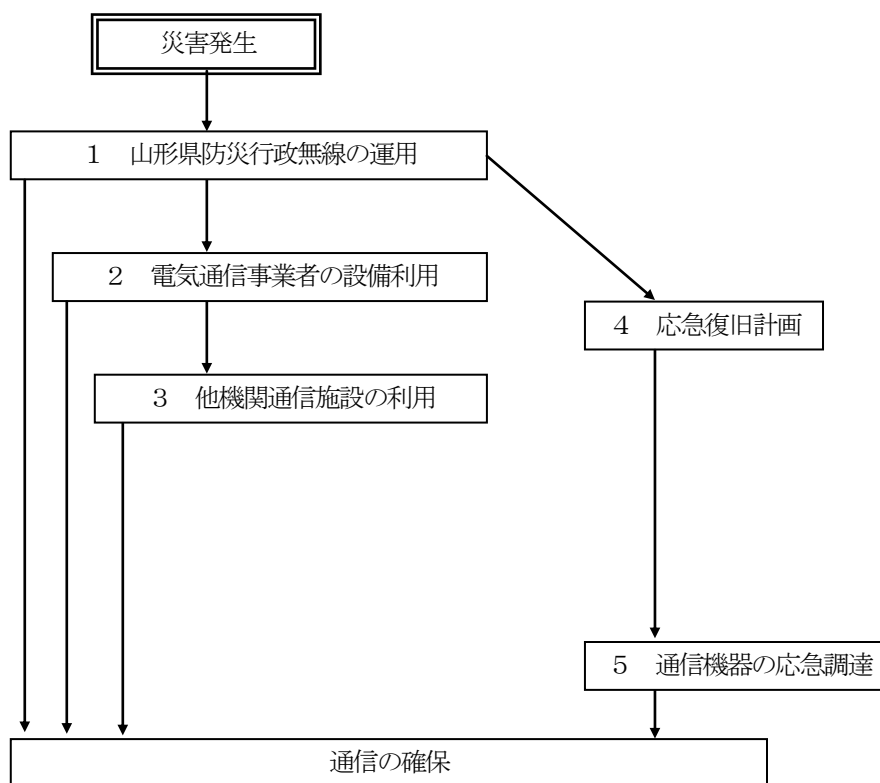 災害発生
１　山形県防災行政無線の運用
２　電気通信事業者の設備利用
４　応急復旧計画
３　他機関通信施設の利用
５　通信機器の応急調達
通信の確保